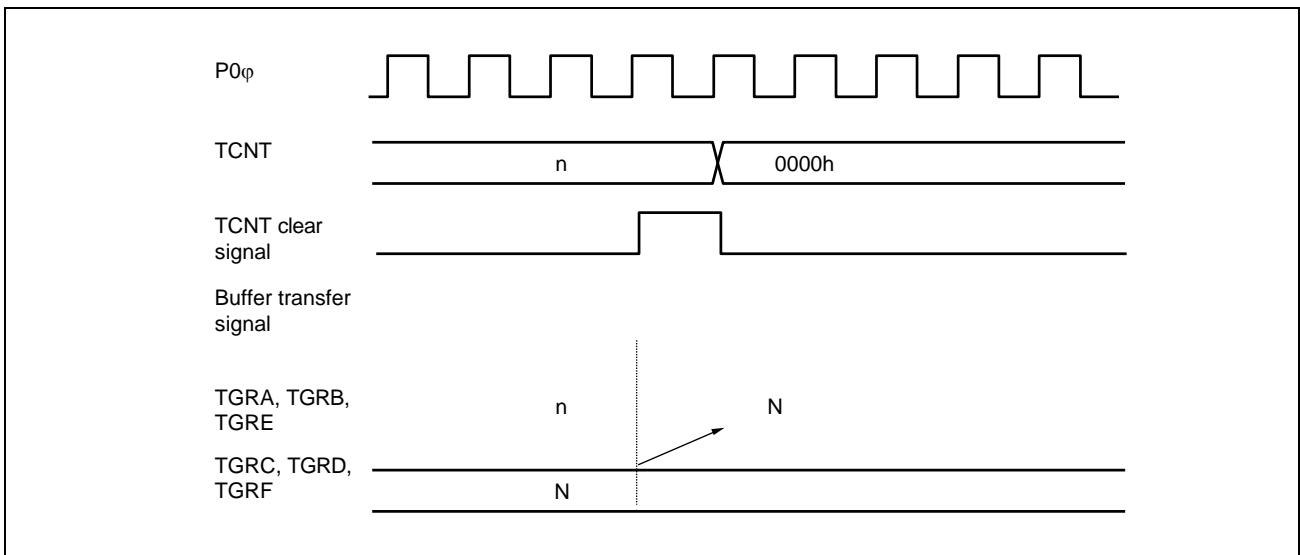 P0φ
TCNT
n 0000h
TCNT clear
signal
Buffer transfer
signal
TGRA, TGRB,
TGRE
n N
TGRC, TGRD,
TGRF
N